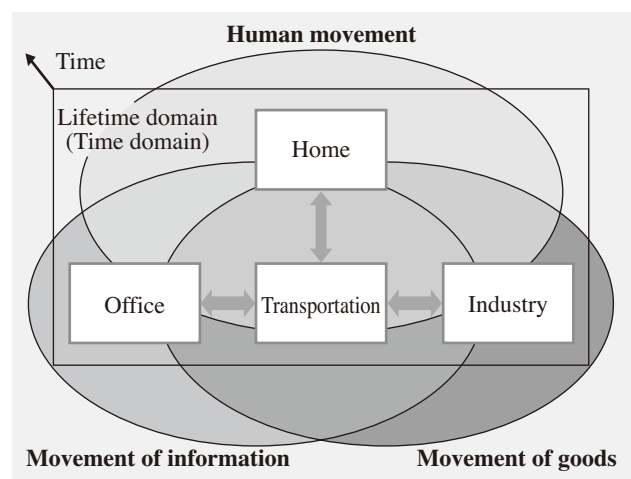 Human movement
Time
Lifetime domain
(Time domain)
Home
Office
Transportation
Industry
Movement of information
Movement of goods